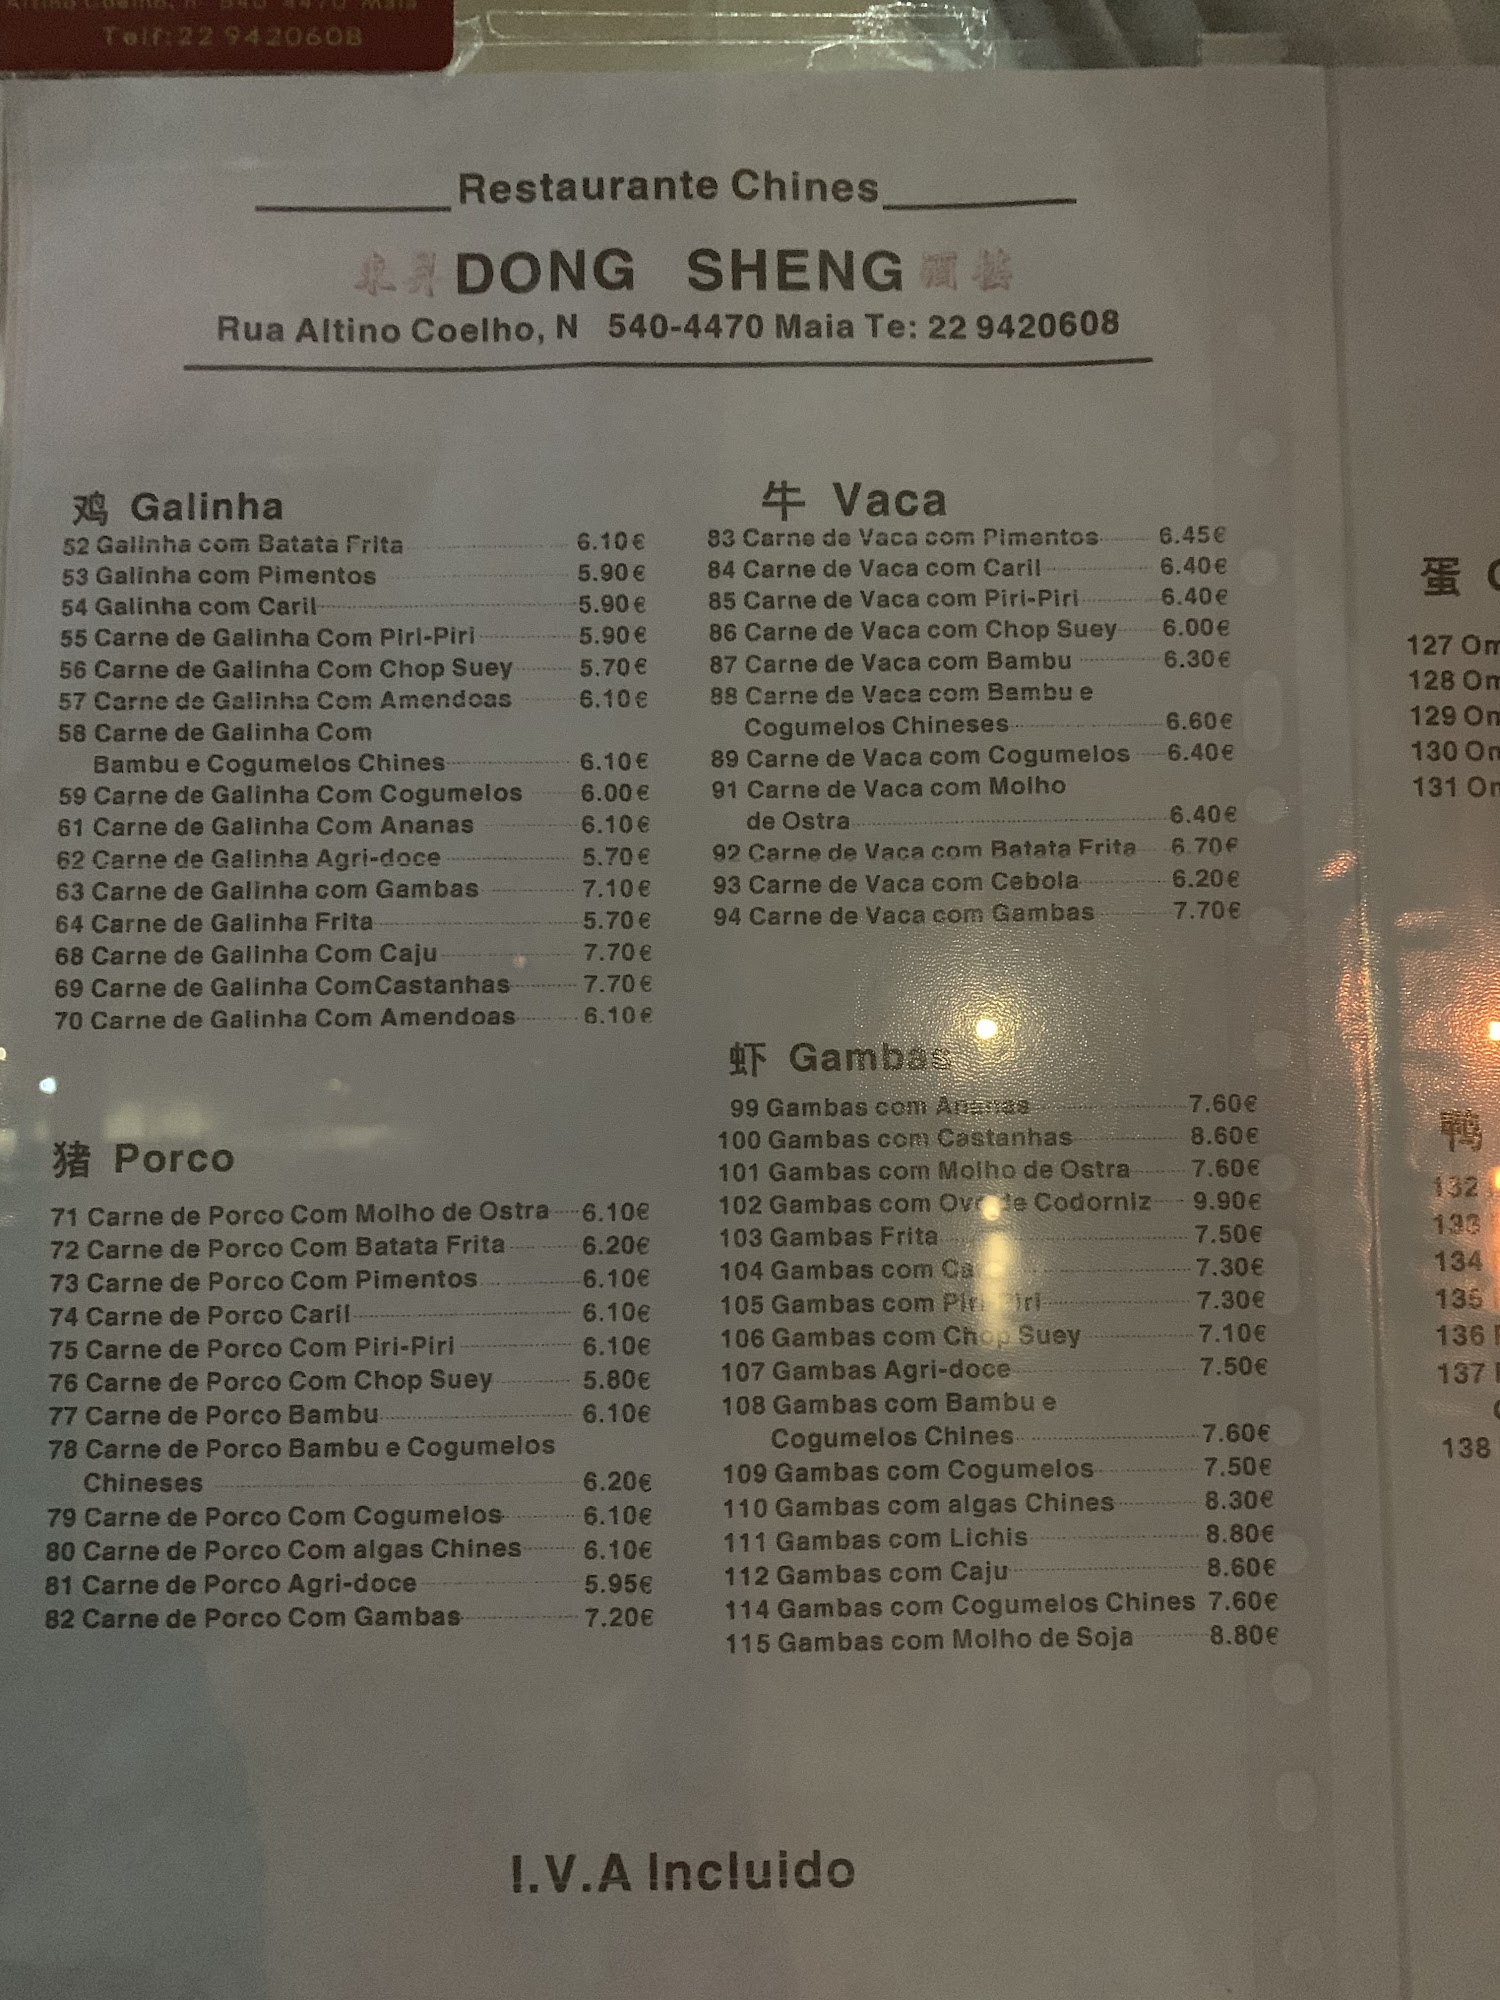 Telf:22 9420608
Restaurante Chines
東昇 DONG SHENG 酒楼
Rua Altino Coelho, N 540-4470 Maia Te: 22 9420608
鸡 Galinha
52 Galinha com Batata Frita 6.10€
53 Galinha com Pimentos 5.90€
54 Galinha com Caril 5.90€
55 Carne de Galinha Com Piri-Piri 5.90€
56 Carne de Galinha Com Chop Suey 5.70€
57 Carne de Galinha Com Amendoas 6.10€
58 Carne de Galinha Com
Bambu e Cogumelos Chines 6.10€
59 Carne de Galinha Com Cogumelos 6.00€
61 Carne de Galinha Com Ananas 6.10€
62 Carne de Galinha Agri-doce 5.70€
63 Carne de Galinha com Gambas 7.10€
64 Carne de Galinha Frita 5.70€
68 Carne de Galinha Com Caju 7.70€
69 Carne de Galinha ComCastanhas 7.70€
70 Carne de Galinha Com Amendoas 6.10€
猪 Porco
71 Carne de Porco Com Molho de Ostra 6.10€
72 Carne de Porco Com Batata Frita 6.20€
73 Carne de Porco Com Pimentos 6.10€
74 Carne de Porco Caril 6.10€
75 Carne de Porco Com Piri-Piri 6.10€
76 Carne de Porco Com Chop Suey 5.80€
77 Carne de Porco Bambu 6.10€
78 Carne de Porco Bambu e Cogumelos
Chineses 6.20€
79 Carne de Porco Com Cogumelos 6.10€
80 Carne de Porco Com algas Chines 6.10€
81 Carne de Porco Agri-doce 5.95€
82 Carne de Porco Com Gambas 7.20€
牛 Vaca
83 Carne de Vaca com Pimentos 6.45€
84 Carne de Vaca com Caril 6.40€
85 Carne de Vaca com Piri-Piri 6.40€
86 Carne de Vaca com Chop Suey 6.00€
87 Carne de Vaca com Bambu 6.30€
88 Carne de Vaca com Bambu e
Cogumelos Chineses 6.60€
89 Carne de Vaca com Cogumelos 6.40€
91 Carne de Vaca com Molho
de Ostra 6.40€
92 Carne de Vaca com Batata Frita 6.70€
93 Carne de Vaca com Cebola 6.20€
94 Carne de Vaca com Gambas 7.70€
虾 Gambas
99 Gambas com Ananas 7.60€
100 Gambas com Castanhas 8.60€
101 Gambas com Molho de Ostra 7.60€
102 Gambas com de Codorniz 9.90€
103 Gambas Frita 7.50€
104 Gambas com 7.30€
105 Gambas com Piri-Piri 7.30€
106 Gambas com Chop Suey 7.10€
107 Gambas Agri-doce 7.50€
108 Gambas com Bambu e
Cogumelos Chines 7.60€
109 Gambas com Cogumelos 7.50€
110 Gambas com algas Chines 8.30€
111 Gambas com Lichis 8.80€
112 Gambas com Caju 8.60€
114 Gambas com Cogumelos Chines 7.60€
115 Gambas com Molho de Soja 8.80€
I.V.A Incluido
蛋
127
128
129
130
131
鸭
132
133
134
135
136
137
138